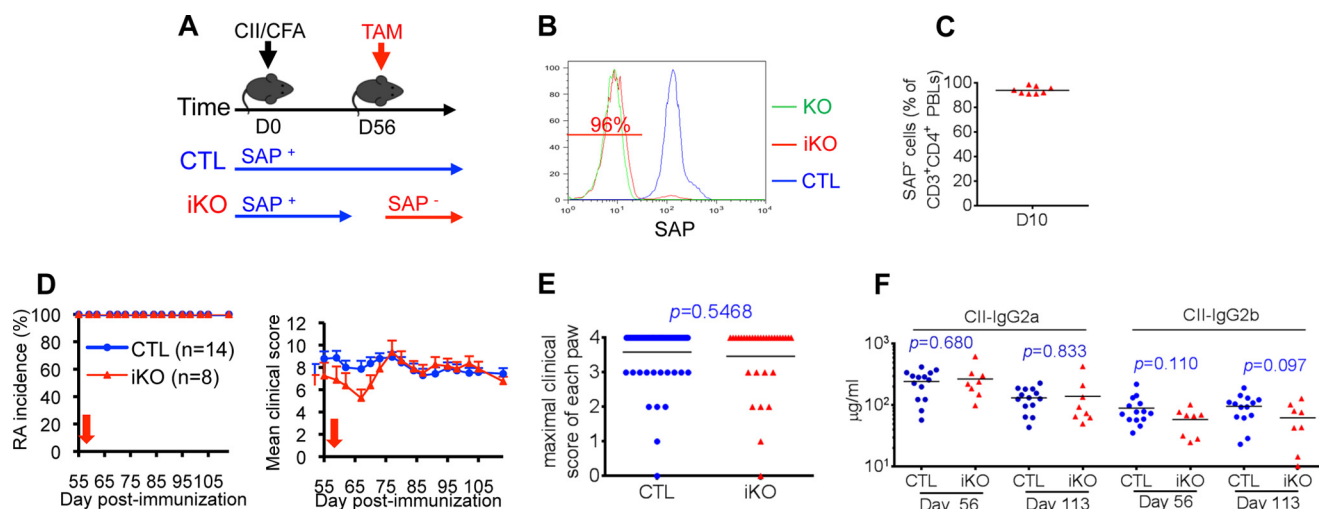 A
CII/CFA
TAM
Time
D0
D56
CTL
SAP +
iKO
SAP +
SAP -
B
96%
KO
iKO
CTL
0 20 40 60 80 100
10⁰ 10¹ 10² 10³ 10⁴
SAP
C
SAP⁻ cells (% of
CD3⁺CD4⁺ PBLs)
100
80
60
40
20
0
D10
D
RA incidence (%)
100
80
60
40
20
0
CTL (n=14)
iKO (n=8)
55 65 75 85 95 105
Day post-immunization
Mean clinical score
12
10
8
6
4
2
0
55 65 75 85 95 105
Day post-immunization
E
p=0.5468
maximal clinical
score of each paw
4
3
2
1
0
CTL iKO
F
CII-IgG2a CII-IgG2b
p=0.680 p=0.833 p=0.110 p=0.097
µg/ml
10³
10²
10¹
CTL iKO CTL iKO CTL iKO CTL iKO
Day 56 Day 113 Day 56 Day 113